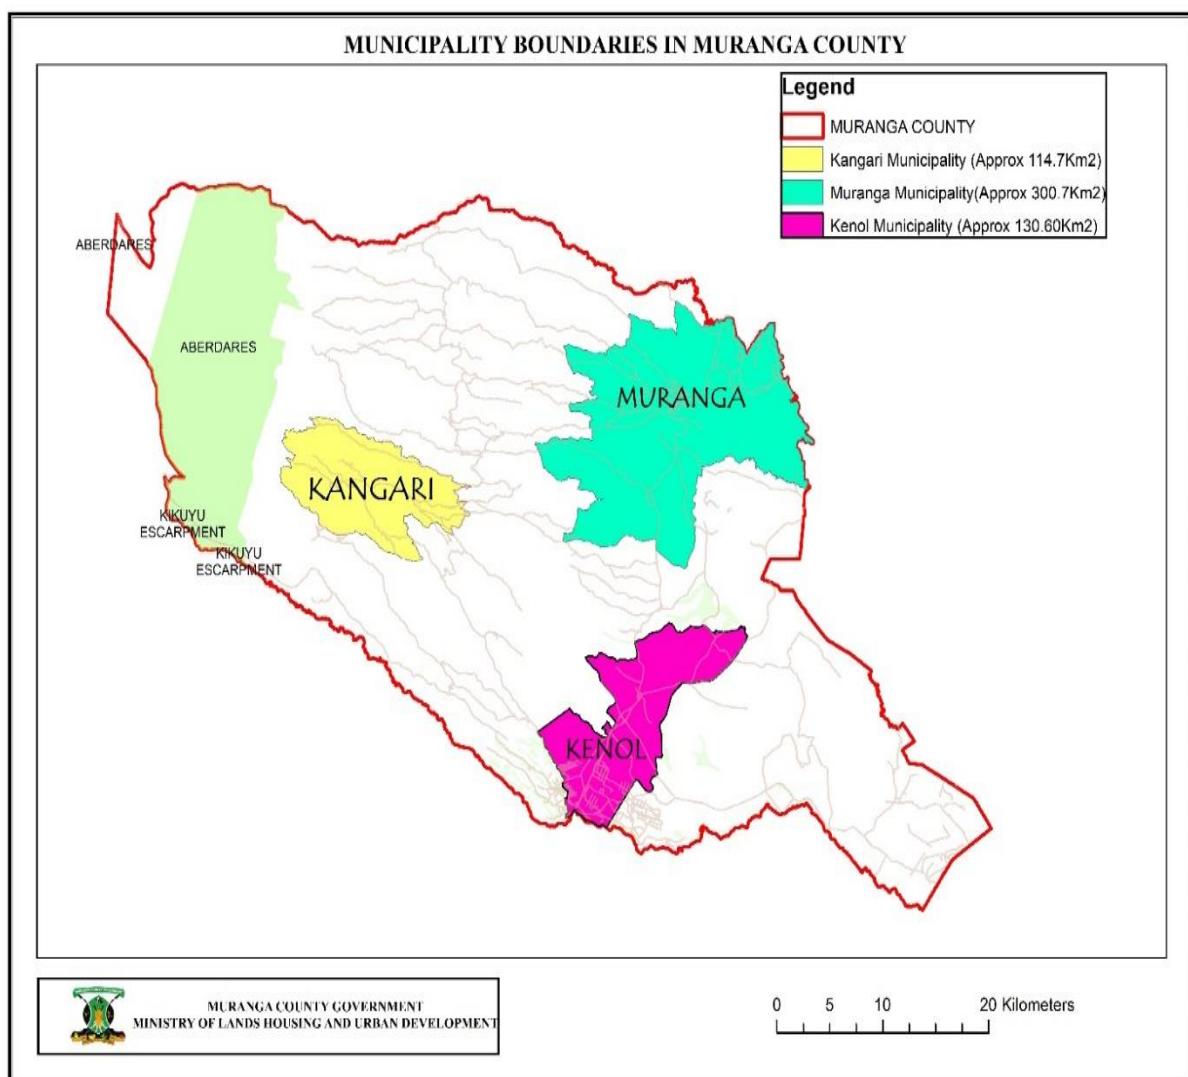 MUNICIPALITY BOUNDARIES IN MURANGA COUNTY
Legend
MURANGA COUNTY
Kangari Municipality (Approx 114.7Km2)
Muranga Municipality(Approx 300.7Km2)
Kenol Municipality (Approx 130.60Km2)
ABERDARES
ABERDARES
MURANGA
KANGARI
KIKUYU
ESCARPMENT
KIKUYU
ESCARPMENT
KENOL
MURANGA COUNTY GOVERNMENT
MINISTRY OF LANDS HOUSING AND URBAN DEVELOPMENT
0 5 10 20 Kilometers